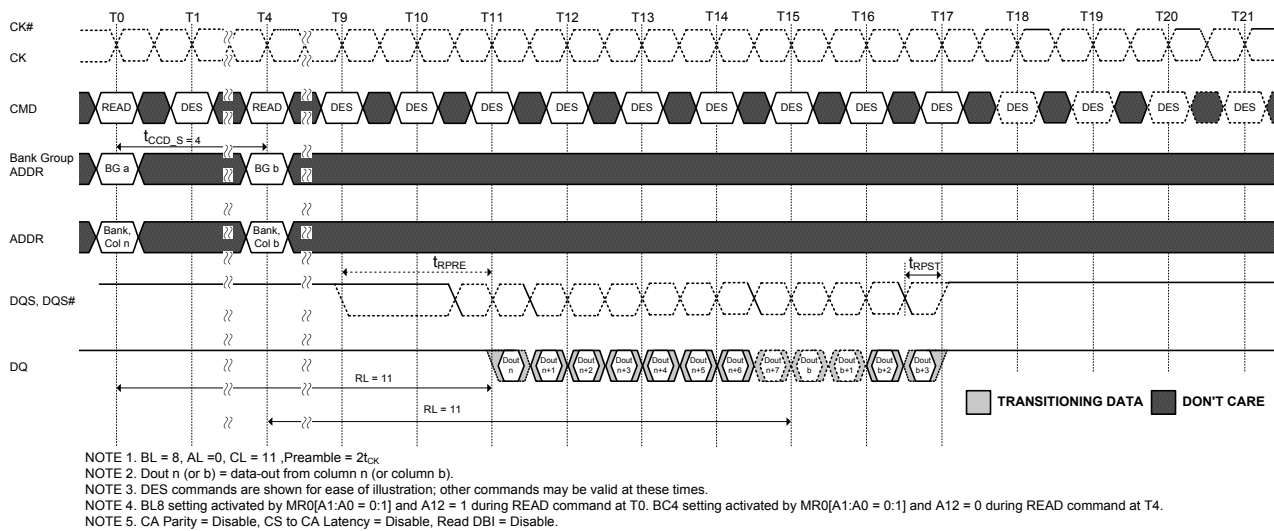 T0 T1 T4 T9 T10 T11 T12 T13 T14 T15 T16 T17 T18 T19 T20 T21
CK#
CK
CMD READ DES READ DES DES DES DES DES DES DES DES DES DES DES DES DES
tCCD_S = 4
Bank Group
ADDR
BG a BG b
ADDR
Bank,
Col n
Bank,
Col b
tRPRE tRPST
DQS, DQS#
DQ
Dout
n
Dout
n+1
Dout
n+2
Dout
n+3
Dout
n+4
Dout
n+5
Dout
n+6
Dout
n+7
Dout
b
Dout
b+1
Dout
b+2
Dout
b+3
RL = 11
RL = 11
TRANSITIONING DATA DON'T CARE
NOTE 1. BL = 8, AL =0, CL = 11 ,Preamble = 2tCK
NOTE 2. Dout n (or b) = data-out from column n (or column b).
NOTE 3. DES commands are shown for ease of illustration; other commands may be valid at these times.
NOTE 4. BL8 setting activated by MR0[A1:A0 = 0:1] and A12 = 1 during READ command at T0. BC4 setting activated by MR0[A1:A0 = 0:1] and A12 = 0 during READ command at T4.
NOTE 5. CA Parity = Disable, CS to CA Latency = Disable, Read DBI = Disable.